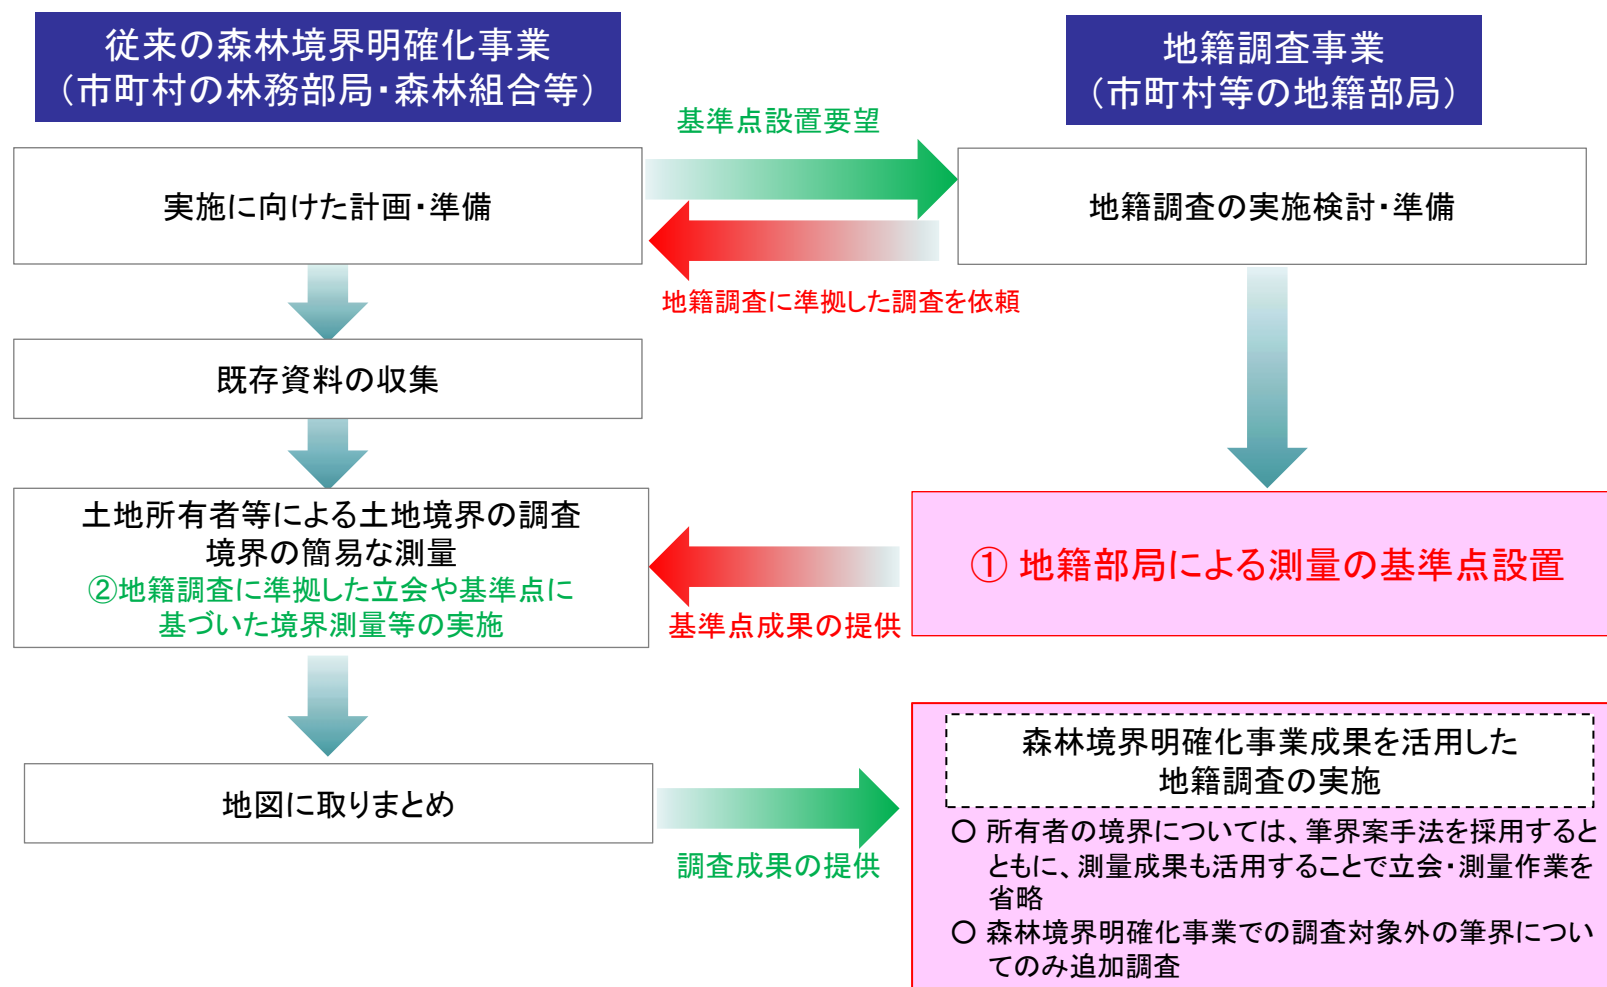 従来の森林境界明確化事業
（市町村の林務部局・森林組合等）
地籍調査事業
（市町村等の地籍部局）
基準点設置要望
実施に向けた計画・準備
地籍調査の実施検討・準備
地籍調査に準拠した調査を依頼
既存資料の収集
土地所有者等による土地境界の調査
境界の簡易な測量
②地籍調査に準拠した立会や基準点に
基づいた境界測量等の実施
① 地籍部局による測量の基準点設置
基準点成果の提供
地図に取りまとめ
調査成果の提供
森林境界明確化事業成果を活用した
地籍調査の実施
○ 所有者の境界については、筆界案手法を採用すると
ともに、測量成果も活用することで立会・測量作業を
省略
○ 森林境界明確化事業での調査対象外の筆界につい
てのみ追加調査